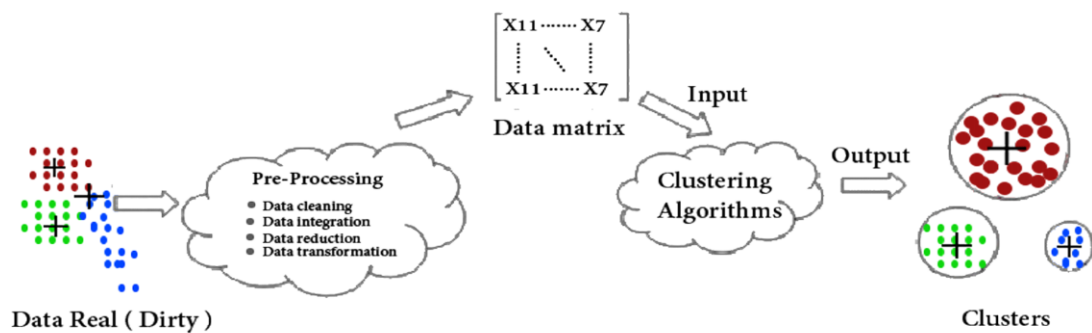 X11 ······· X7
X11 ······· X7
Data matrix
Input
Pre-Processing
Data cleaning
Data integration
Data reduction
Data transformation
Clustering
Algorithms
Output
Data Real ( Dirty )
Clusters